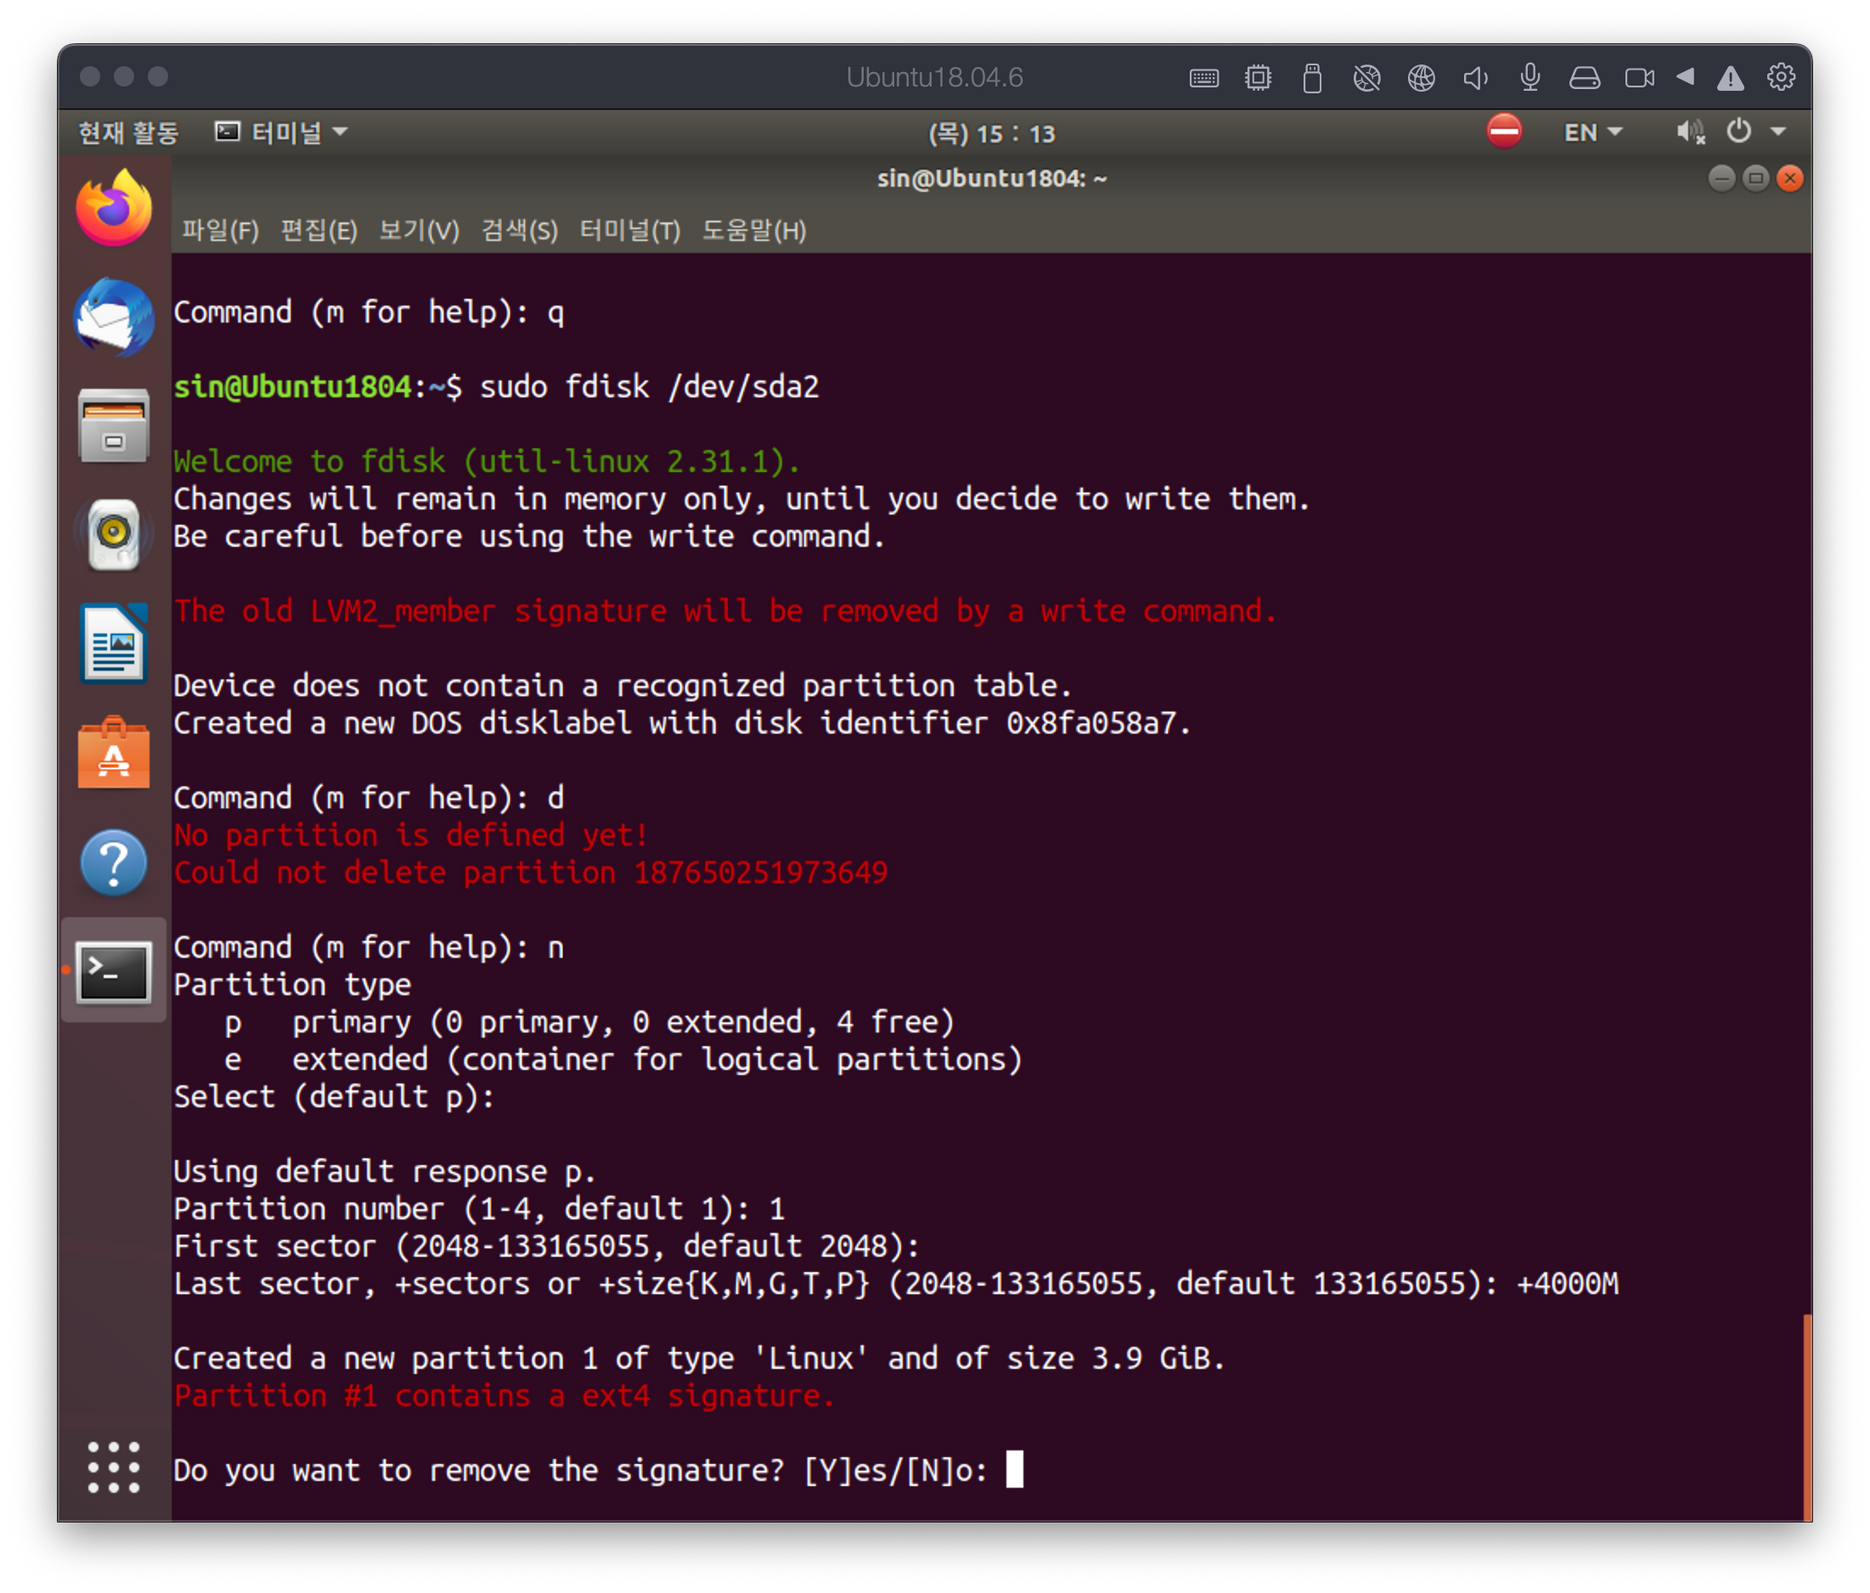 Ubuntu18.04.6
현재 활동
터미널
(목) 15 : 13
EN
sin@Ubuntu1804: ~
파일(F) 편집(E) 보기(V) 검색(S) 터미널(T) 도움말(H)
Command (m for help): q
sin@Ubuntu1804:~$ sudo fdisk /dev/sda2
Welcome to fdisk (util-linux 2.31.1).
Changes will remain in memory only, until you decide to write them.
Be careful before using the write command.
The old LVM2_member signature will be removed by a write command.
Device does not contain a recognized partition table.
Created a new DOS disklabel with disk identifier 0x8fa058a7.
Command (m for help): d
No partition is defined yet!
Could not delete partition 187650251973649
Command (m for help): n
Partition type
p primary (0 primary, 0 extended, 4 free)
e extended (container for logical partitions)
Select (default p):
Using default response p.
Partition number (1-4, default 1): 1
First sector (2048-133165055, default 2048):
Last sector, +sectors or +size{K,M,G,T,P} (2048-133165055, default 133165055): +4000M
Created a new partition 1 of type 'Linux' and of size 3.9 GiB.
Partition #1 contains a ext4 signature.
Do you want to remove the signature? [Y]es/[N]o: